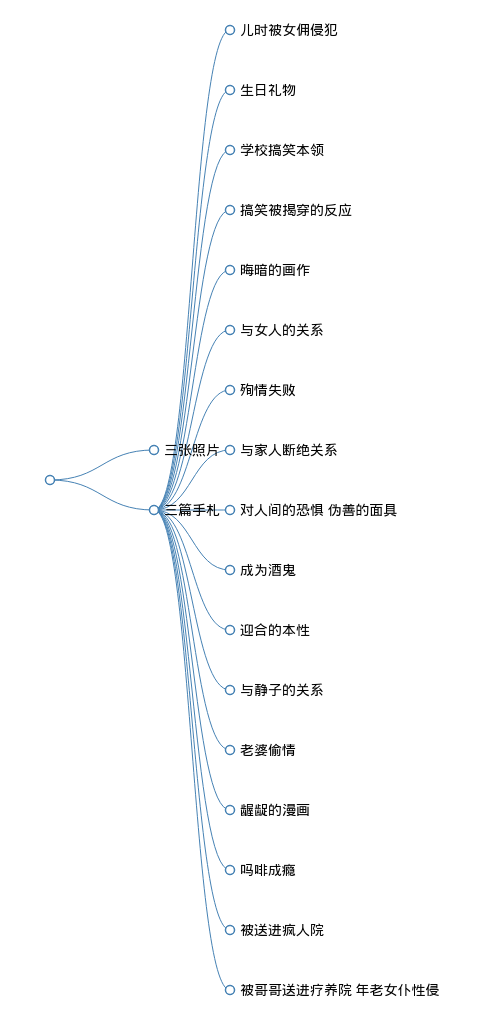 儿时被女佣侵犯
生日礼物
学校搞笑本领
搞笑被揭穿的反应
晦暗的画作
与女人的关系
殉情失败
三张照片
与家人断绝关系
三篇手札
对人间的恐惧 伪善的面具
成为酒鬼
迎合的本性
与静子的关系
老婆偷情
龌龊的漫画
吗啡成瘾
被送进疯人院
被哥哥送进疗养院 年老女仆性侵